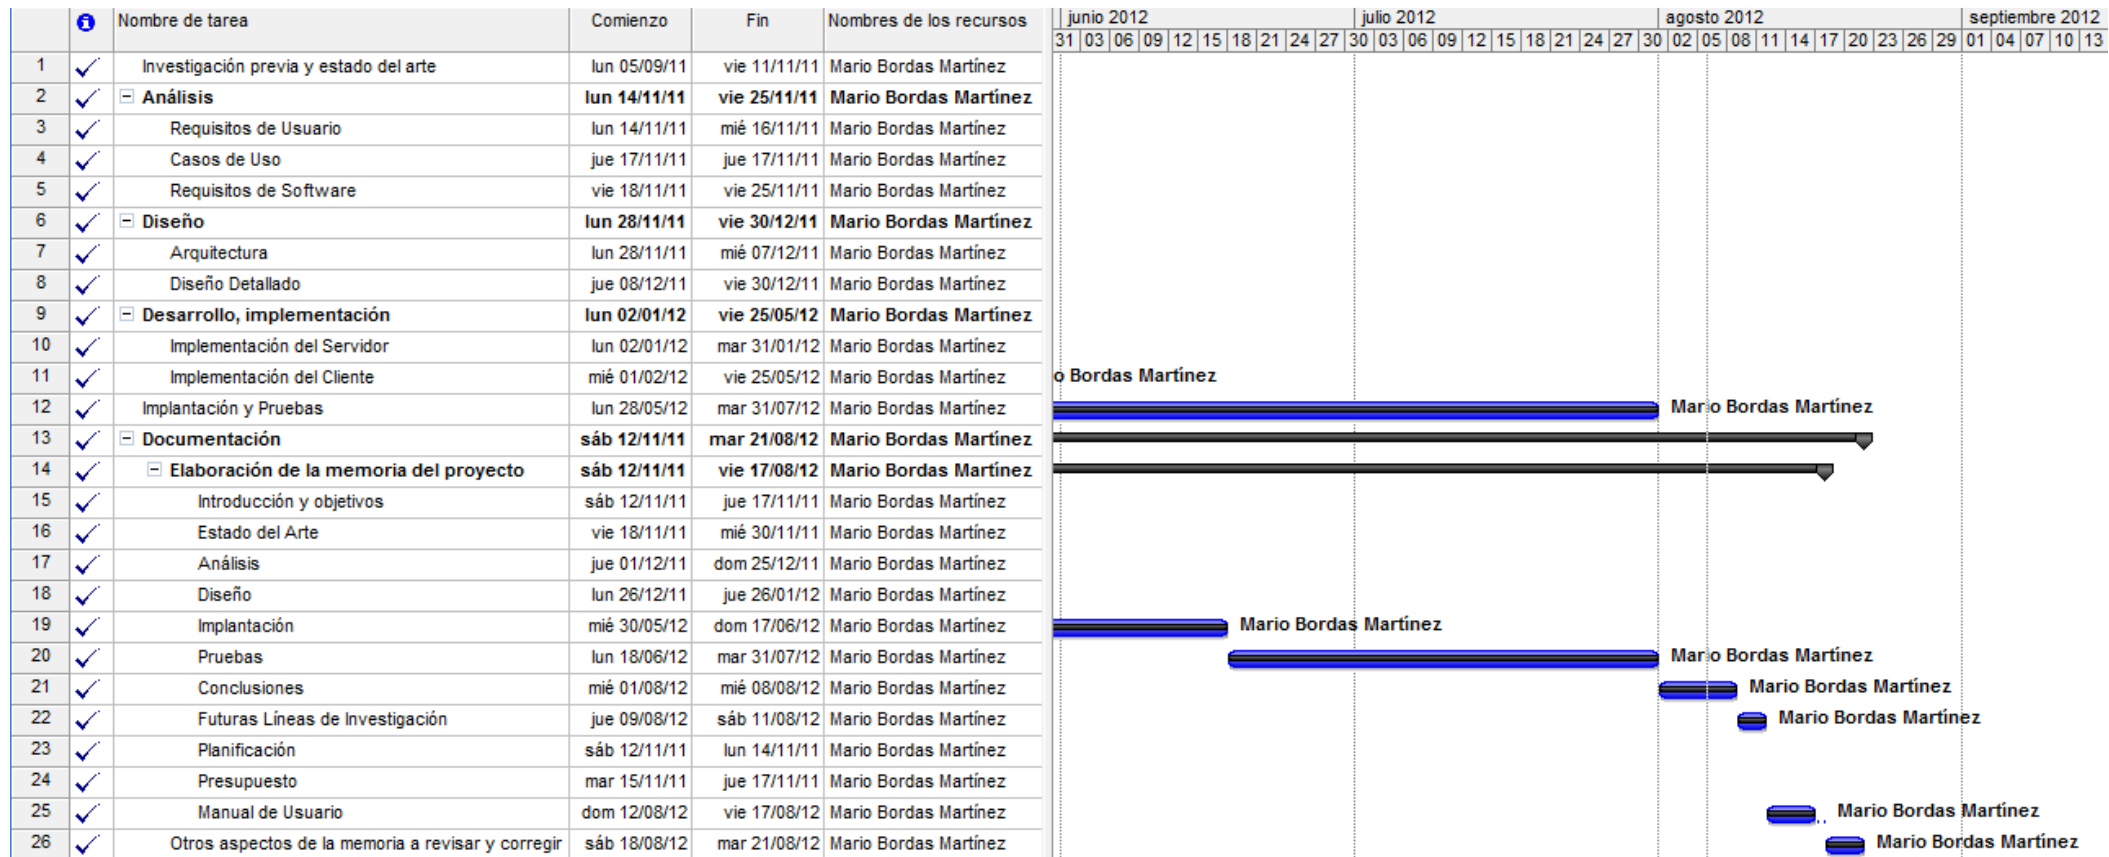 Nombre de tarea Comienzo Fin Nombres de los recursos junio 2012 julio 2012 agosto 2012 septiembre 2012
31 03 06 09 12 15 18 21 24 27 30 03 06 09 12 15 18 21 24 27 30 02 05 08 11 14 17 20 23 26 29 01 04 07 10 13
1 Investigación previa y estado del arte lun 05/09/11 vie 11/11/11 Mario Bordas Martínez
2 Análisis lun 14/11/11 vie 25/11/11 Mario Bordas Martínez
3 Requisitos de Usuario lun 14/11/11 mié 16/11/11 Mario Bordas Martínez
4 Casos de Uso jue 17/11/11 jue 17/11/11 Mario Bordas Martínez
5 Requisitos de Software vie 18/11/11 vie 25/11/11 Mario Bordas Martínez
6 Diseño lun 28/11/11 vie 30/12/11 Mario Bordas Martínez
7 Arquitectura lun 28/11/11 mié 07/12/11 Mario Bordas Martínez
8 Diseño Detallado jue 08/12/11 vie 30/12/11 Mario Bordas Martínez
9 Desarrollo, implementación lun 02/01/12 vie 25/05/12 Mario Bordas Martínez
10 Implementación del Servidor lun 02/01/12 mar 31/01/12 Mario Bordas Martínez
11 Implementación del Cliente mié 01/02/12 vie 25/05/12 Mario Bordas Martínez o Bordas Martínez
12 Implantación y Pruebas lun 28/05/12 mar 31/07/12 Mario Bordas Martínez Mario Bordas Martínez
13 Documentación sáb 12/11/11 mar 21/08/12 Mario Bordas Martínez
14 Elaboración de la memoria del proyecto sáb 12/11/11 vie 17/08/12 Mario Bordas Martínez
15 Introducción y objetivos sáb 12/11/11 jue 17/11/11 Mario Bordas Martínez
16 Estado del Arte vie 18/11/11 mié 30/11/11 Mario Bordas Martínez
17 Análisis jue 01/12/11 dom 25/12/11 Mario Bordas Martínez
18 Diseño lun 26/12/11 jue 26/01/12 Mario Bordas Martínez
19 Implantación mié 30/05/12 dom 17/06/12 Mario Bordas Martínez Mario Bordas Martínez
20 Pruebas lun 18/06/12 mar 31/07/12 Mario Bordas Martínez Mario Bordas Martínez
21 Conclusiones mié 01/08/12 mié 08/08/12 Mario Bordas Martínez Mario Bordas Martínez
22 Futuras Líneas de Investigación jue 09/08/12 sáb 11/08/12 Mario Bordas Martínez Mario Bordas Martínez
23 Planificación sáb 12/11/11 lun 14/11/11 Mario Bordas Martínez
24 Presupuesto mar 15/11/11 jue 17/11/11 Mario Bordas Martínez
25 Manual de Usuario dom 12/08/12 vie 17/08/12 Mario Bordas Martínez Mario Bordas Martínez
26 Otros aspectos de la memoria a revisar y corregir sáb 18/08/12 mar 21/08/12 Mario Bordas Martínez Mario Bordas Martínez